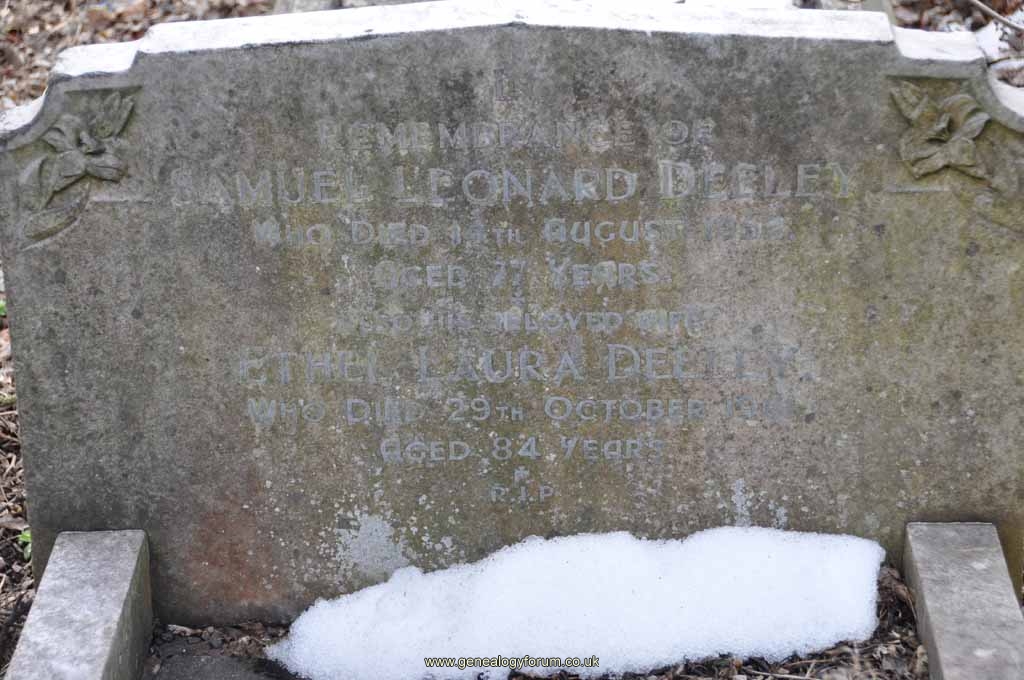 REMEMBRANCE OF
SAMUEL LEONARD DEELEY
WHO DIED 14TH AUGUST
AGED 77 YEARS
ALSO HIS BELOVED WIFE
ETHEL LAURA DEELEY
WHO DIED 29TH OCTOBER
AGED 84 YEARS
R.I.P
www.genealogyforum.co.uk